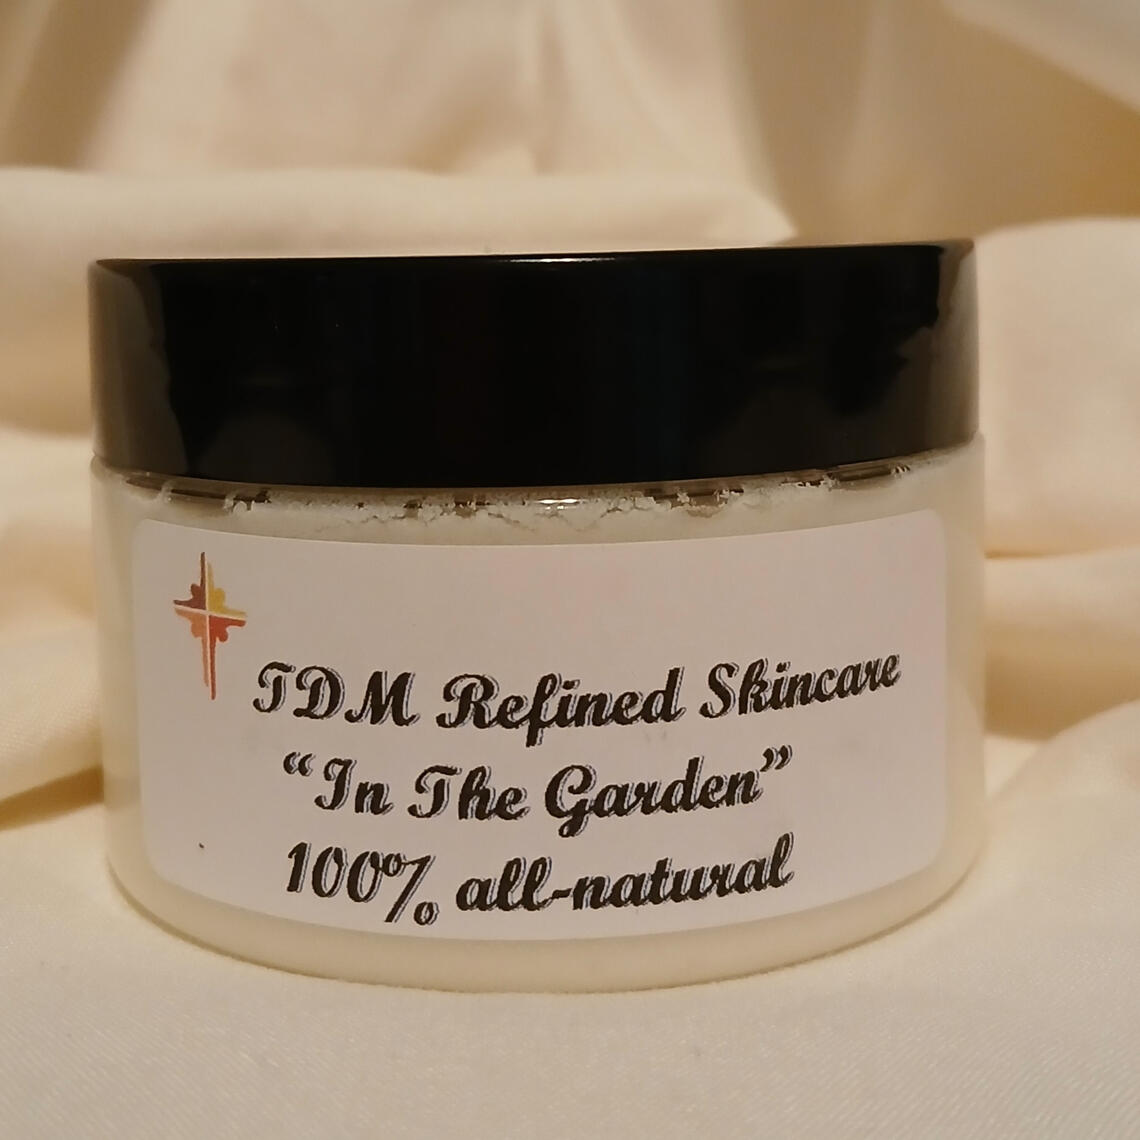 TDM Refined Skincare
“In The Garden”
100% all-natural